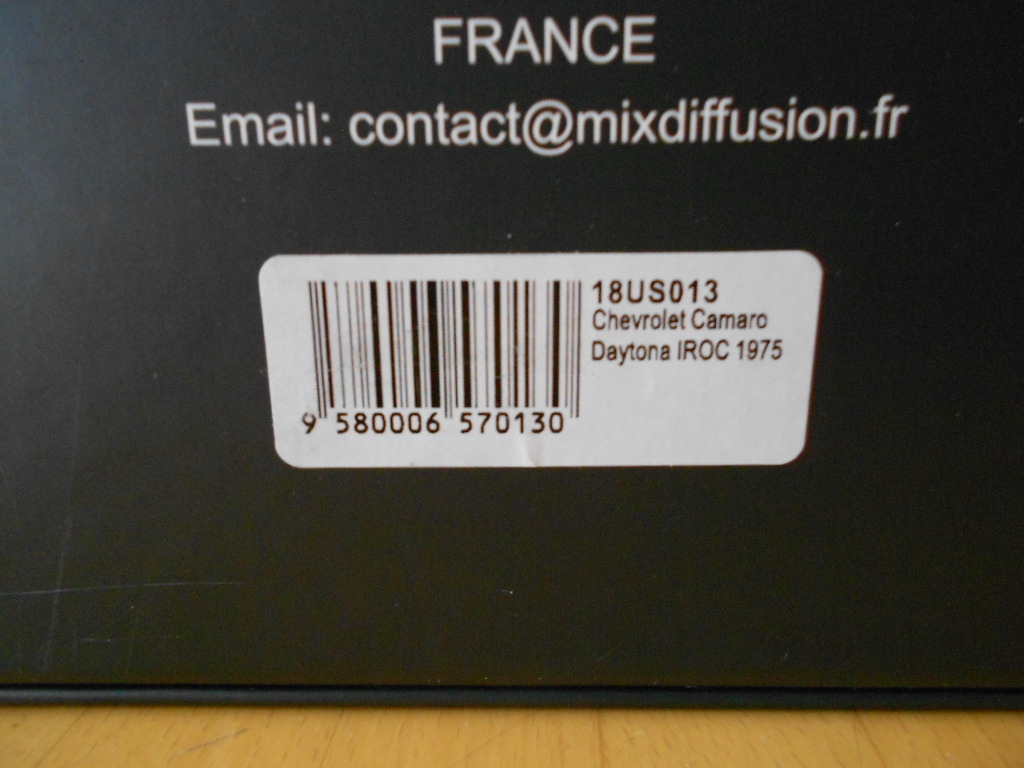 FRANCE
Email: contact@mixdiffusion.fr
18US013
Chevrolet Camaro
Daytona IROC 1975
9 580006 570130